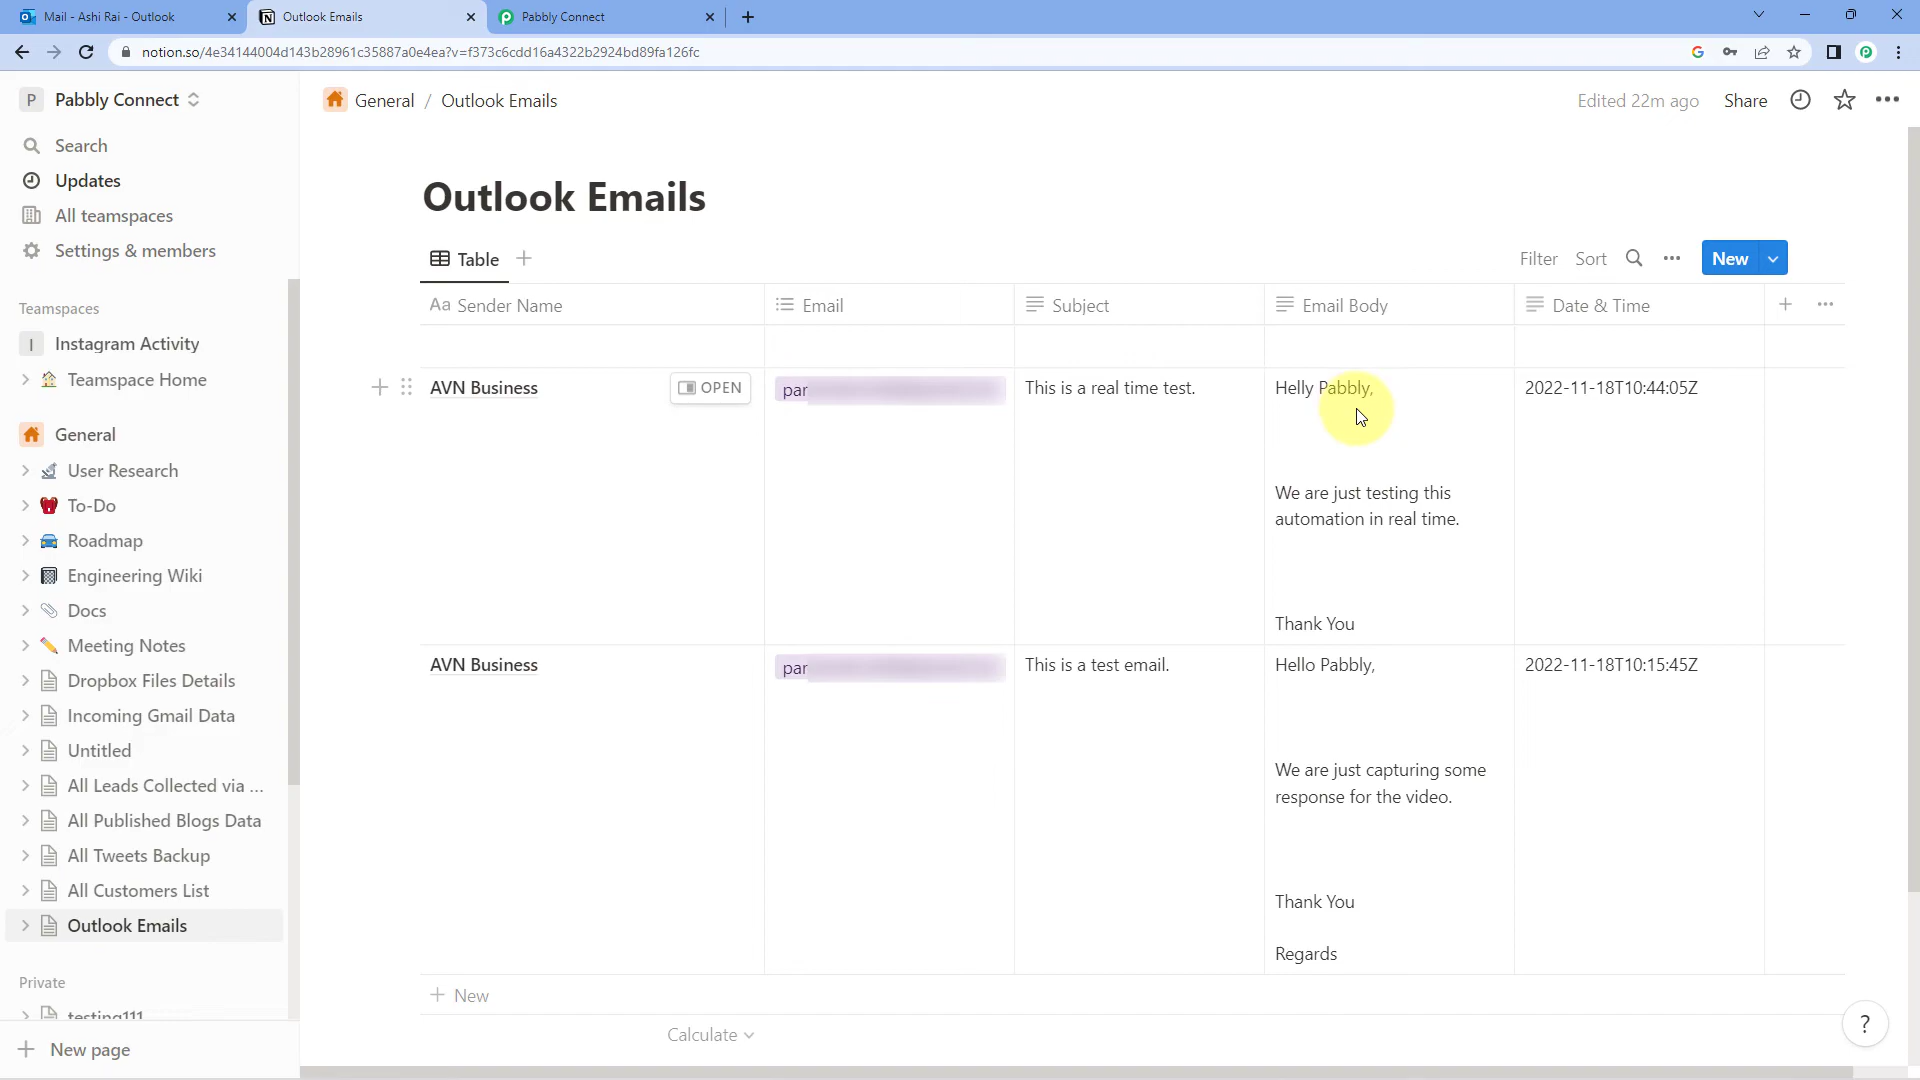 Mail - Ashi Rai - Outlook
Outlook Emails
Pabbly Connect
notion.so/4e34144004d143b28961c35887a0e4ea?v=f373c6cdd16a4322b2924bd89fa126fc
P Pabbly Connect
General / Outlook Emails
Edited 22m ago Share
Search
Updates
All teamspaces
Settings & members
Teamspaces
I Instagram Activity
Teamspace Home
General
User Research
To-Do
Roadmap
Engineering Wiki
Docs
Meeting Notes
Dropbox Files Details
Incoming Gmail Data
Untitled
All Leads Collected via ...
All Published Blogs Data
All Tweets Backup
All Customers List
Outlook Emails
Private
testing111
New page
Outlook Emails
Table
Filter Sort New
Aa Sender Name Email Subject Email Body Date & Time
AVN Business OPEN par This is a real time test. Helly Pabbly, 2022-11-18T10:44:05Z
We are just testing this
automation in real time.
Thank You
AVN Business par This is a test email. Hello Pabbly, 2022-11-18T10:15:45Z
We are just capturing some
response for the video.
Thank You
Regards
New
Calculate
?